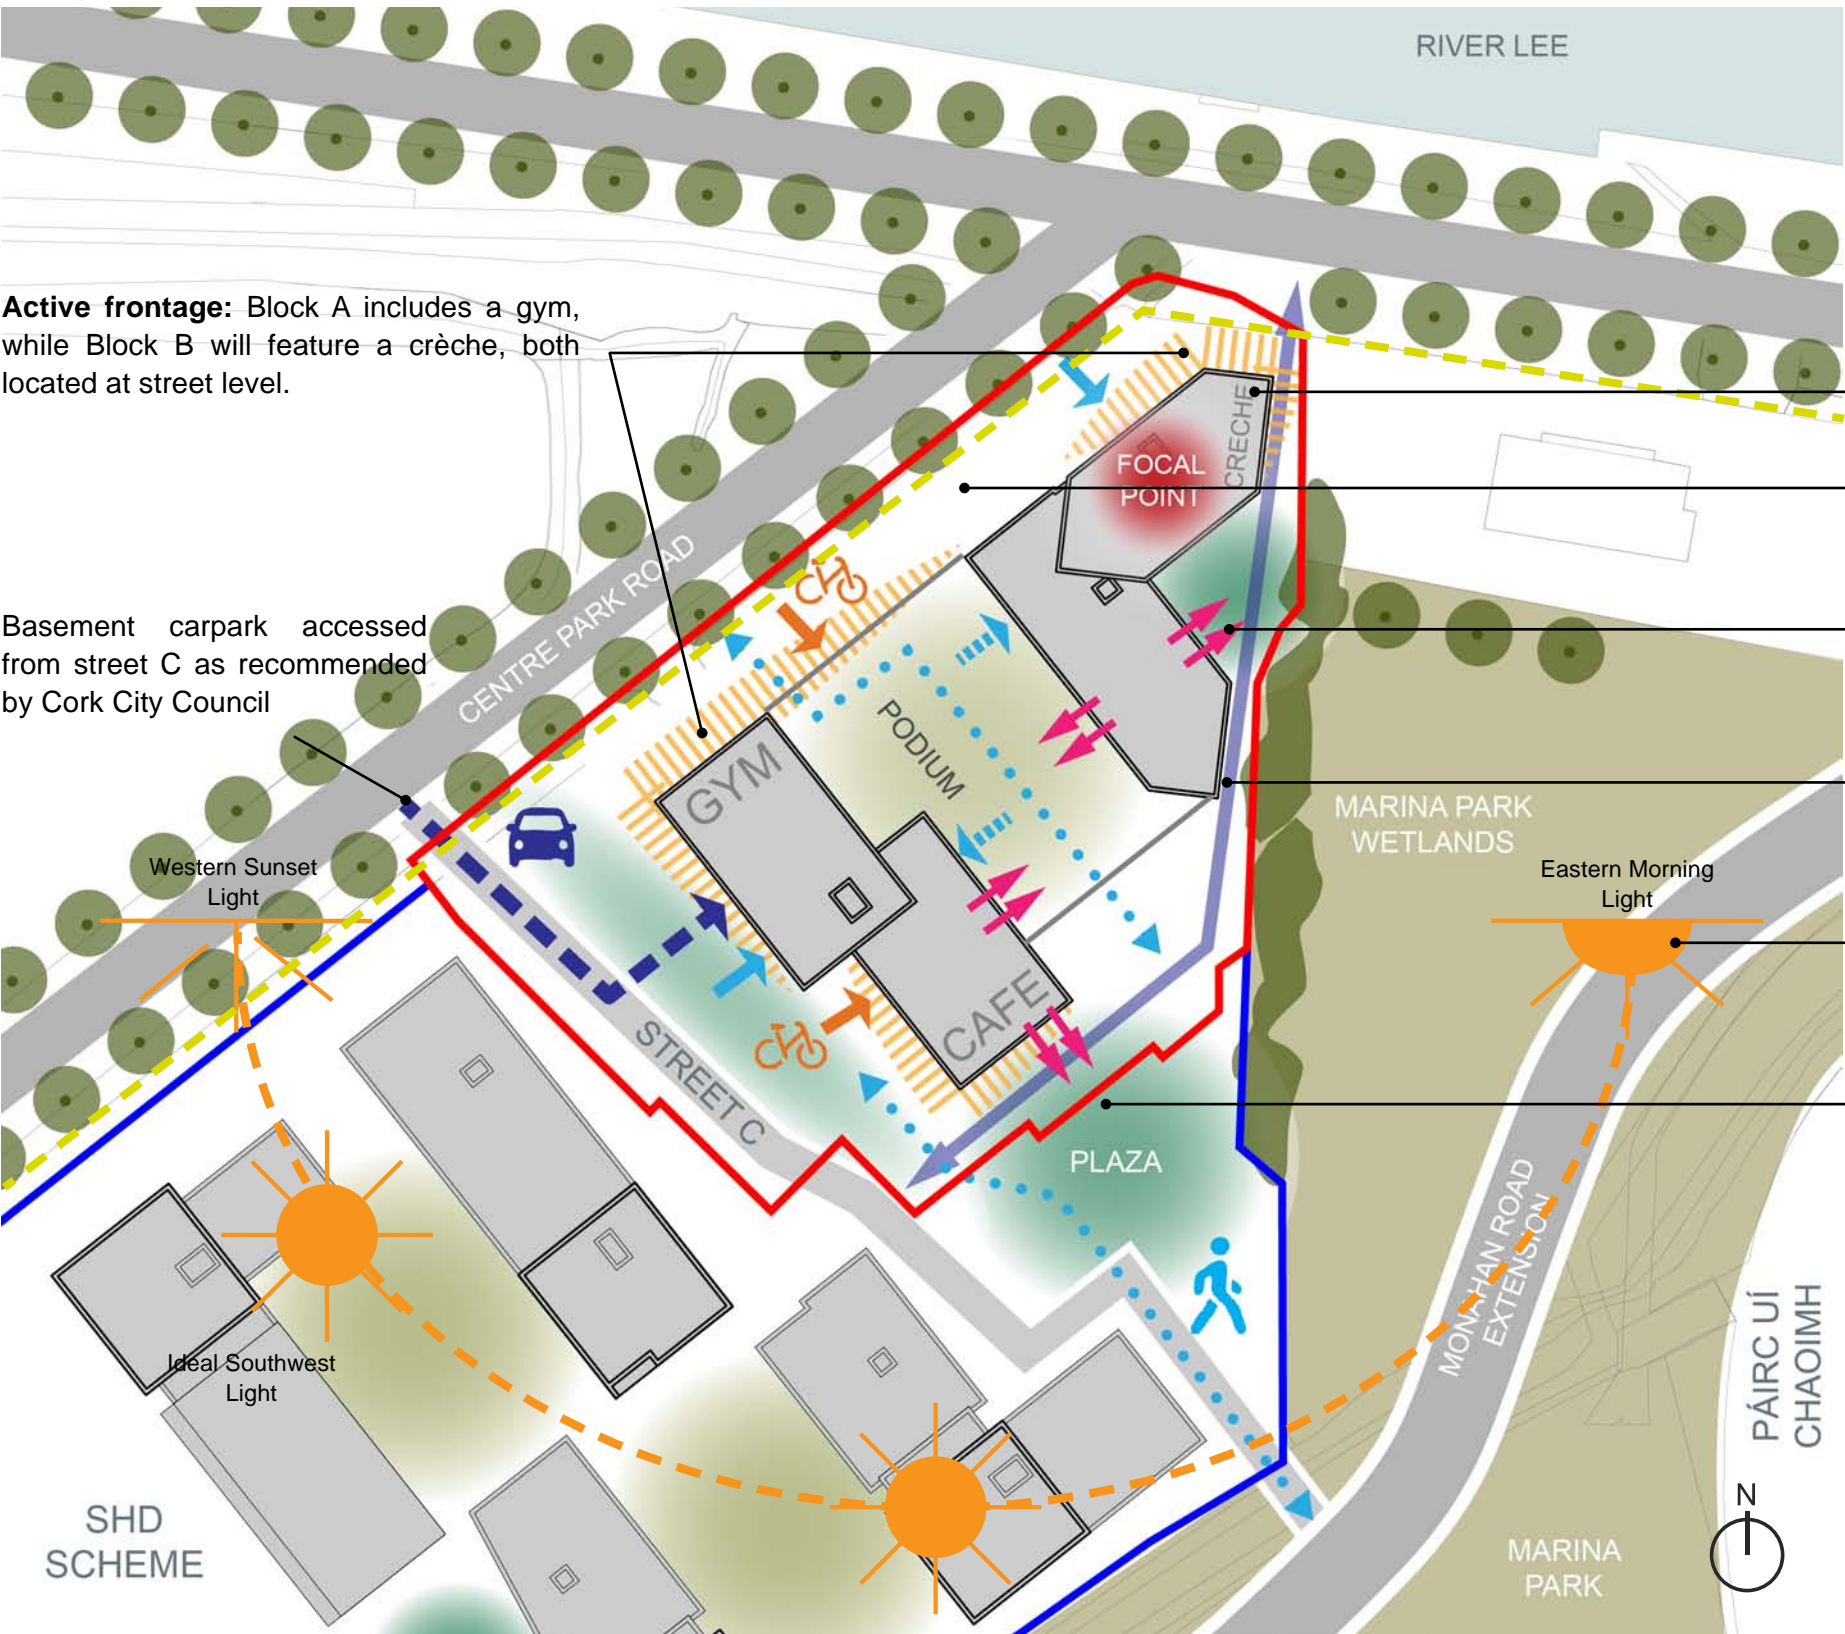 RIVER LEE
Active frontage: Block A includes a gym,
while Block B will feature a crèche, both
located at street level.
CRECHE
FOCAL
POINT
CENTRE PARK ROAD
Basement carpark accessed
from street C as recommended
by Cork City Council
PODIUM
GYM
MARINA PARK
WETLANDS
Western Sunset
Light
Eastern Morning
Light
CAFE
STREET C
PLAZA
MONAHAN ROAD
EXTENSION
PÁIRC UÍ
CHAOIMH
Ideal Southwest
Light
SHD
SCHEME
N
MARINA
PARK